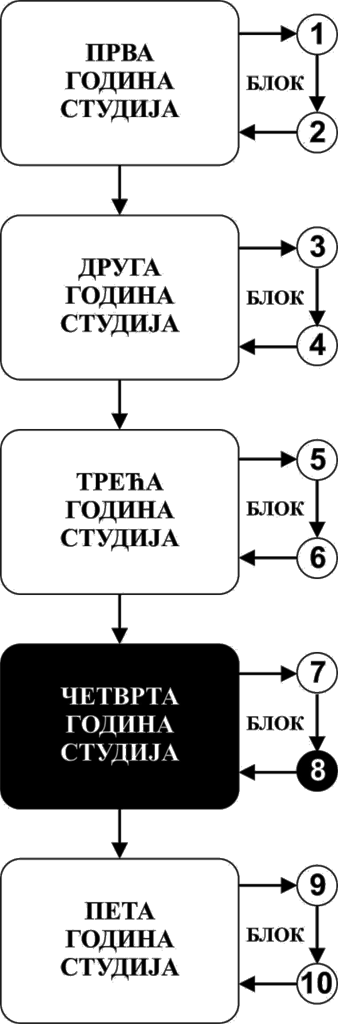 ПРВА
ГОДИНА
СТУДИЈА
1
БЛОК
2
ДРУГА
ГОДИНА
СТУДИЈА
3
БЛОК
4
ТРЕЋА
ГОДИНА
СТУДИЈА
5
БЛОК
6
ЧЕТВРТА
ГОДИНА
СТУДИЈА
7
БЛОК
8
ПЕТА
ГОДИНА
СТУДИЈА
9
БЛОК
10